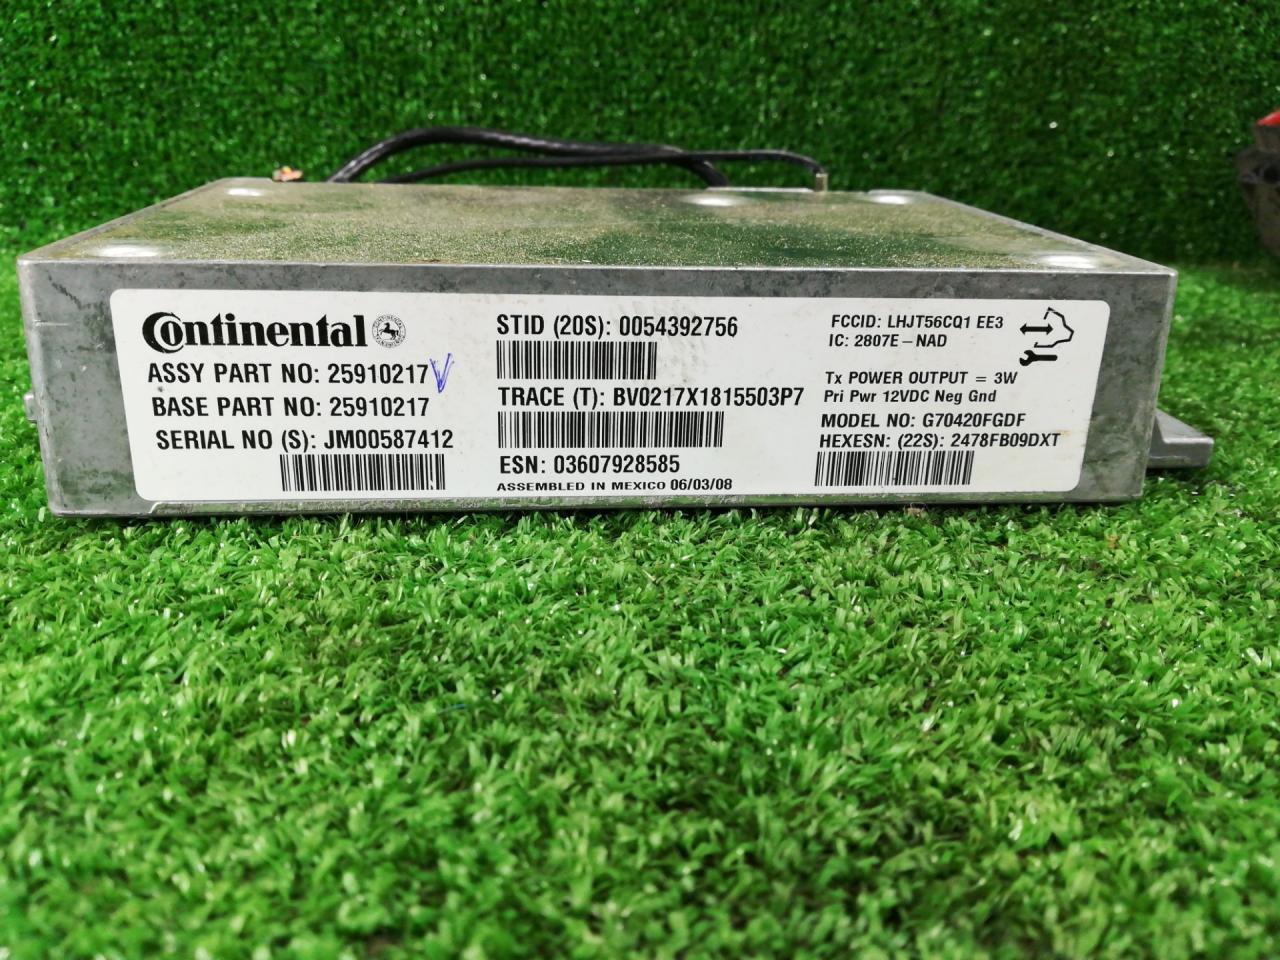 Continental
ASSY PART NO: 25910217
BASE PART NO: 25910217
SERIAL NO (S): JM00587412
STID (20S): 0054392756
TRACE (T): BV0217X1815503P7
ESN: 03607928585
ASSEMBLED IN MEXICO 06/03/08
FCCID: LHJT56CQ1 EE3
IC: 2807E-NAD
Tx POWER OUTPUT = 3W
Pri Pwr 12VDC Neg Gnd
MODEL NO: G70420FGDF
HEXESN: (22S): 2478FB09DXT